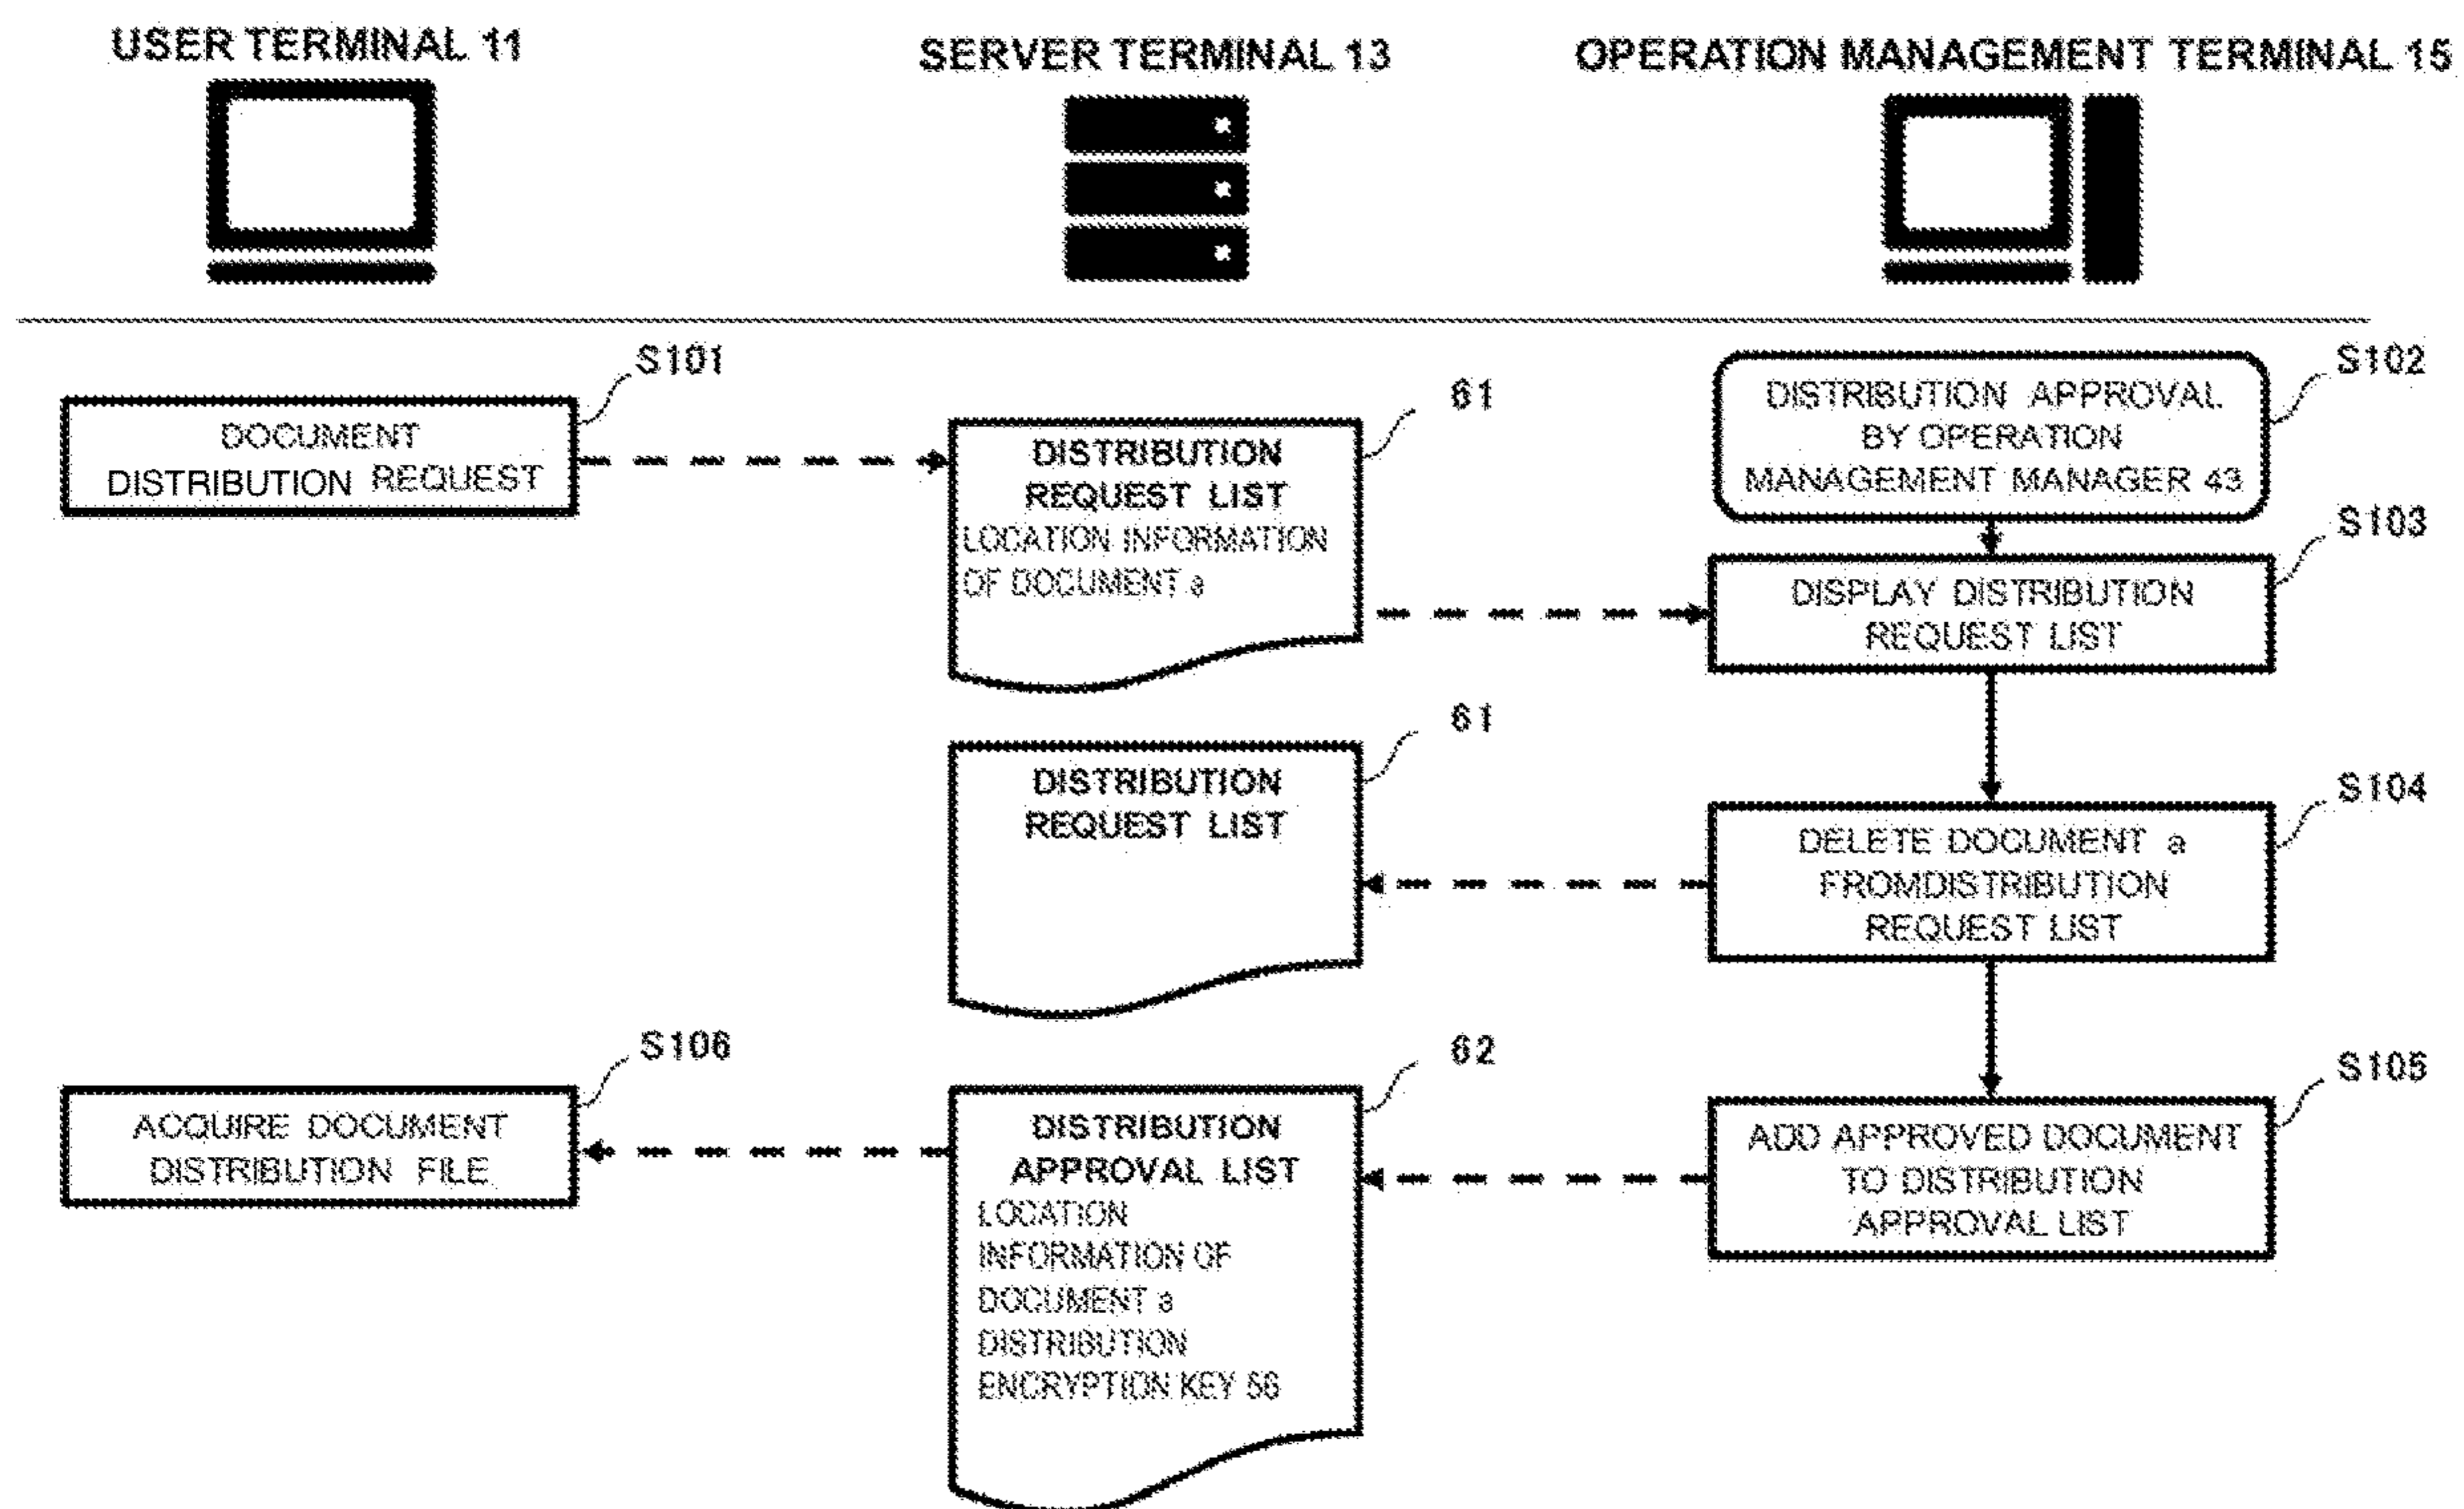 USER TERMINAL 11
SERVER TERMINAL 13
OPERATION MANAGEMENT TERMINAL 15
S101
DOCUMENT
DISTRIBUTION REQUEST
61
DISTRIBUTION
REQUEST LIST
LOCATION INFORMATION
OF DOCUMENT a
S102
DISTRIBUTION APPROVAL
BY OPERATION
MANAGEMENT MANAGER 43
S103
DISPLAY DISTRIBUTION
REQUEST LIST
61
DISTRIBUTION
REQUEST LIST
S104
DELETE DOCUMENT a
FROMDISTRIBUTION
REQUEST LIST
S106
ACQUIRE DOCUMENT
DISTRIBUTION FILE
62
DISTRIBUTION
APPROVAL LIST
LOCATION
INFORMATION OF
DOCUMENT a
DISTRIBUTION
ENCRYPTION KEY 56
S105
ADD APPROVED DOCUMENT
TO DISTRIBUTION
APPROVAL LIST